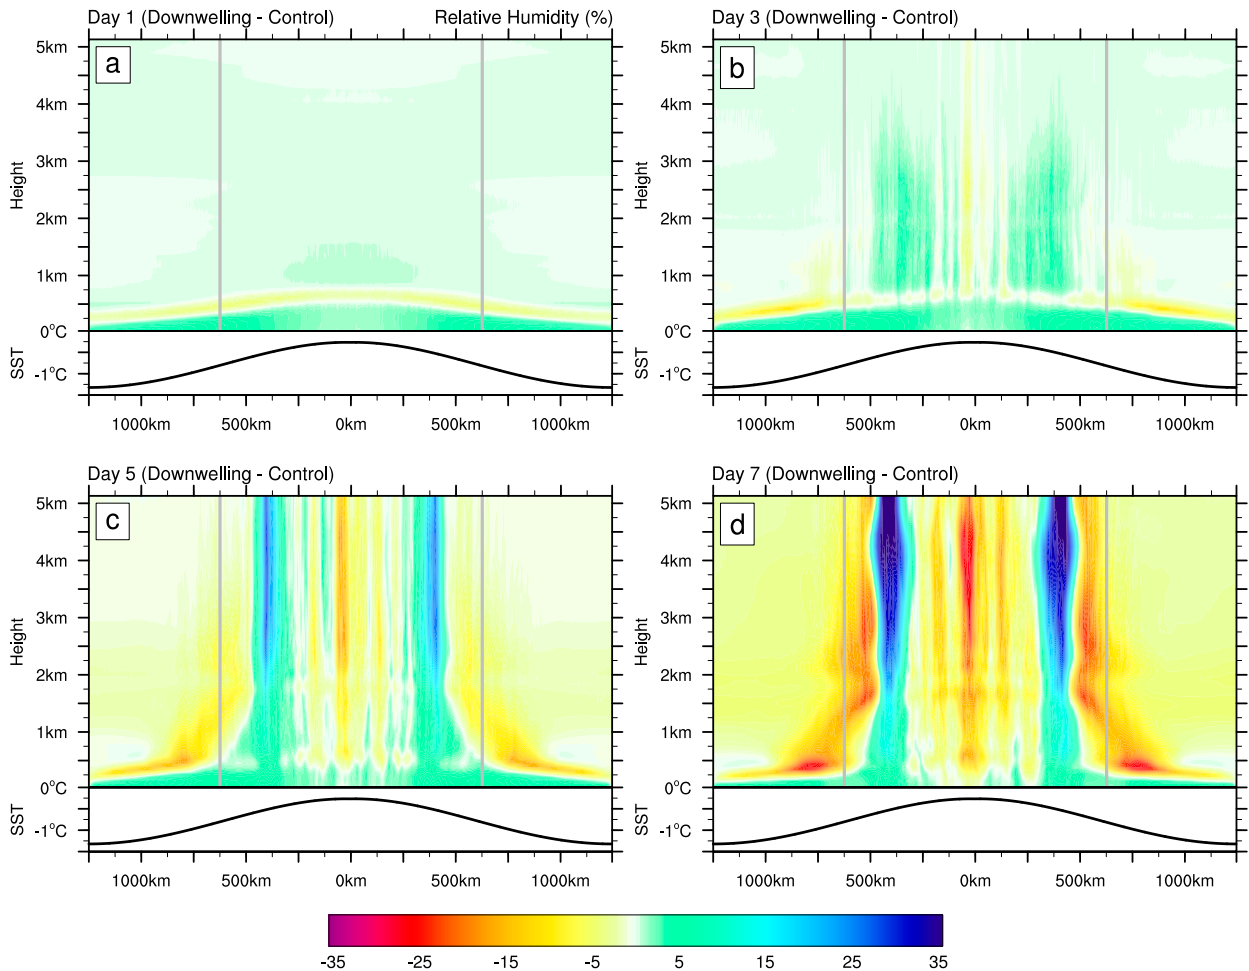 Day 1 (Downwelling - Control) Relative Humidity (%)
a
5km
4km
3km
2km
1km
0°C
-1°C
Height
SST
1000km 500km 0km 500km 1000km
Day 3 (Downwelling - Control)
b
5km
4km
3km
2km
1km
0°C
-1°C
Height
SST
1000km 500km 0km 500km 1000km
Day 5 (Downwelling - Control)
c
5km
4km
3km
2km
1km
0°C
-1°C
Height
SST
1000km 500km 0km 500km 1000km
Day 7 (Downwelling - Control)
d
5km
4km
3km
2km
1km
0°C
-1°C
Height
SST
1000km 500km 0km 500km 1000km
-35 -25 -15 -5 5 15 25 35